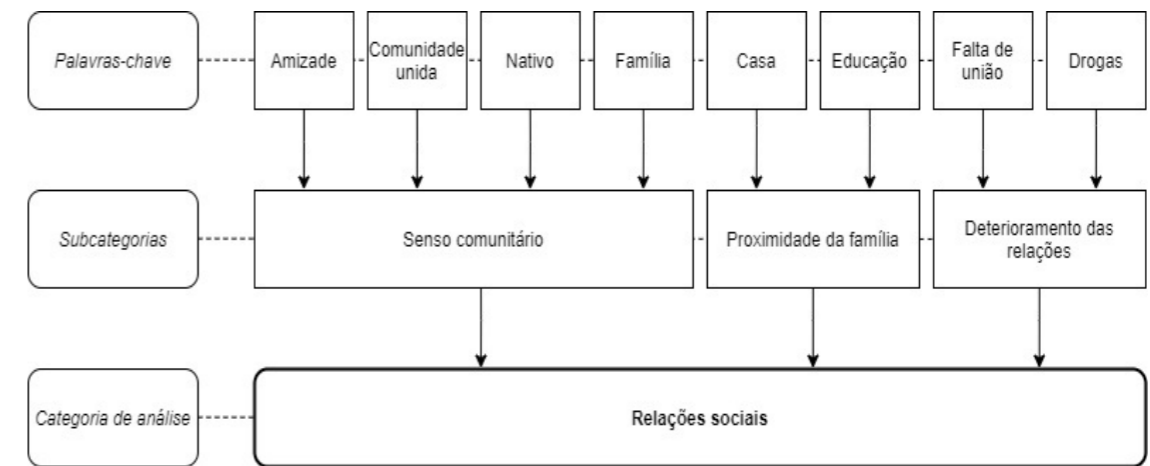 Palavras-chave
Amizade
Comunidade
unida
Nativo
Família
Casa
Educação
Falta de
união
Drogas
Subcategorias
Senso comunitário
Proximidade da família
Deterioramento das
relações
Categoria de análise
Relações sociais